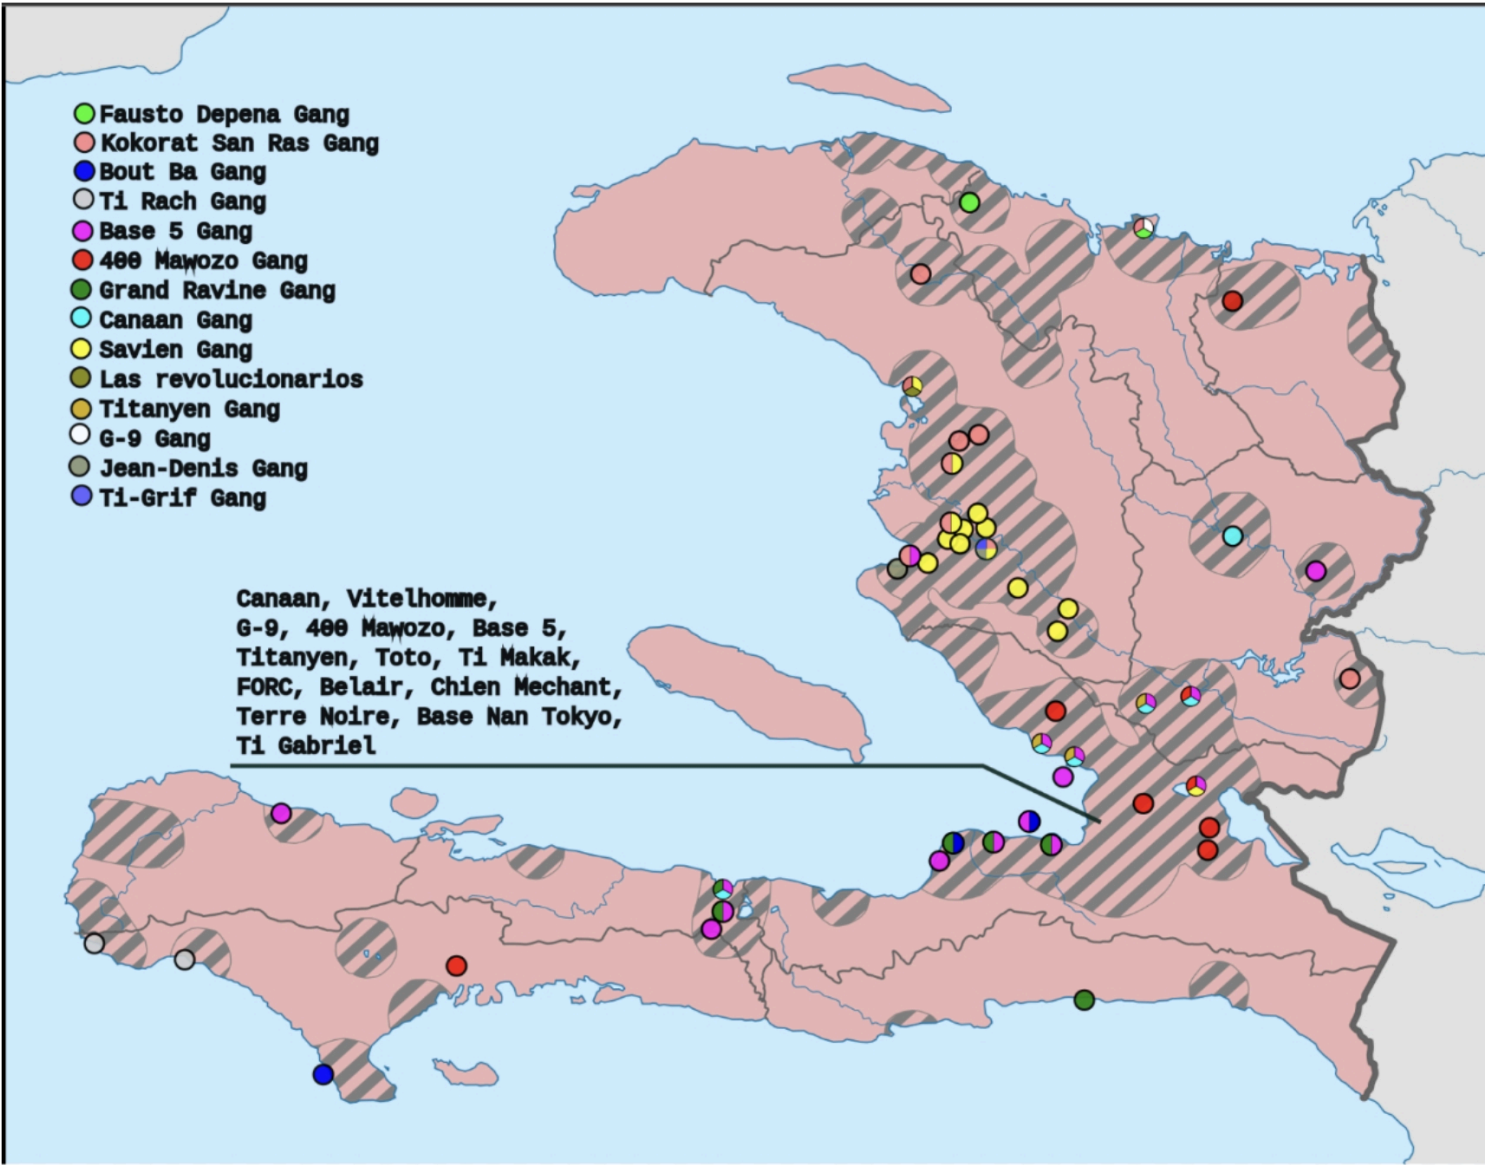 Fausto Depena Gang
Kokorat San Ras Gang
Bout Ba Gang
Ti Rach Gang
Base 5 Gang
400 Mawozo Gang
Grand Ravine Gang
Canaan Gang
Savien Gang
Las revolucionarios
Titanyen Gang
G-9 Gang
Jean-Denis Gang
Ti-Grif Gang
Canaan, Vitelhomme,
G-9, 400 Mawozo, Base 5,
Titanyen, Toto, Ti Makak,
FORC, Belair, Chien Mechant,
Terre Noire, Base Nan Tokyo,
Ti Gabriel